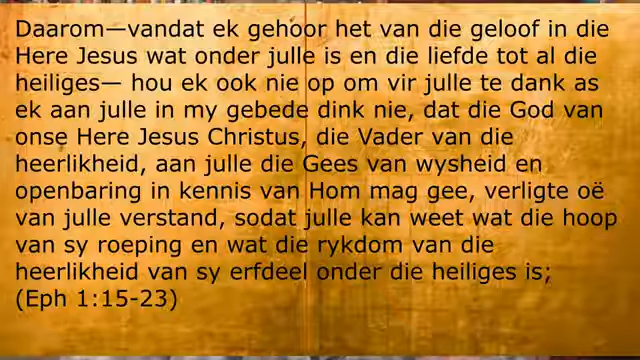 Daarom—vandat ek gehoor het van die geloof in die
Here Jesus wat onder julle is en die liefde tot al die
heiliges— hou ek ook nie op om vir julle te dank as
ek aan julle in my gebede dink nie, dat die God van
onse Here Jesus Christus, die Vader van die
heerlikheid, aan julle die Gees van wysheid en
openbaring in kennis van Hom mag gee, verligte oë
van julle verstand, sodat julle kan weet wat die hoop
van sy roeping en wat die rykdom van die
heerlikheid van sy erfdeel onder die heiliges is;
(Eph 1:15-23)